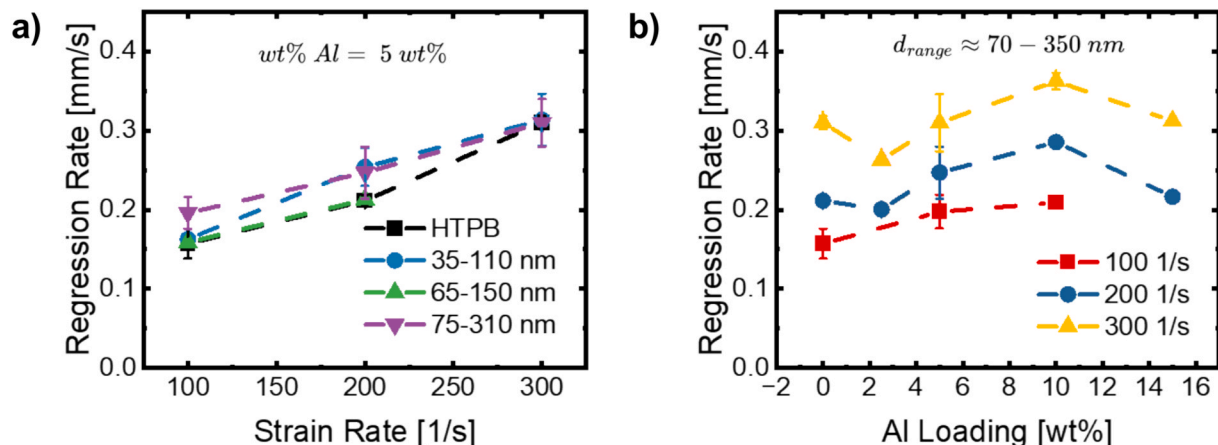 a)
wt% Al = 5 wt%
Regression Rate [mm/s]
0.4
0.3
0.2
0.1
0.0
HTPB
35-110 nm
65-150 nm
75-310 nm
100 150 200 250 300
Strain Rate [1/s]
b)
d_range ≈ 70 − 350 nm
Regression Rate [mm/s]
0.4
0.3
0.2
0.1
0.0
100 1/s
200 1/s
300 1/s
−2 0 2 4 6 8 10 12 14 16
Al Loading [wt%]